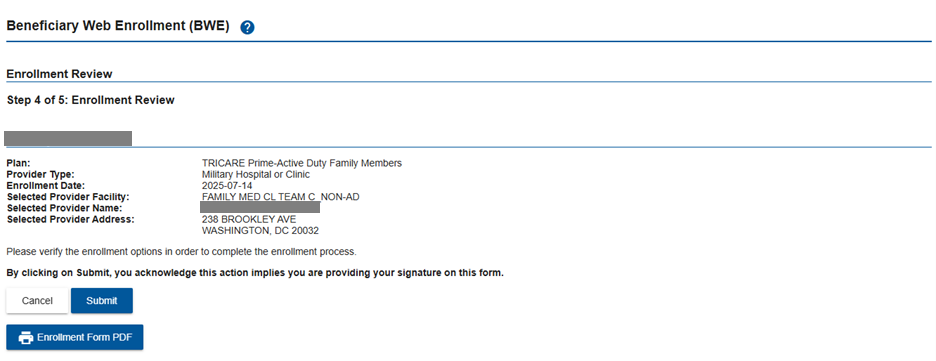 Beneficiary Web Enrollment (BWE) ?
Enrollment Review
Step 4 of 5: Enrollment Review
Plan: TRICARE Prime-Active Duty Family Members
Provider Type: Military Hospital or Clinic
Enrollment Date: 2025-07-14
Selected Provider Facility: FAMILY MED CL TEAM C_NON-AD
Selected Provider Name:
Selected Provider Address: 238 BROOKLEY AVE
WASHINGTON, DC 20032
Please verify the enrollment options in order to complete the enrollment process.
By clicking on Submit, you acknowledge this action implies you are providing your signature on this form.
Cancel Submit
Enrollment Form PDF